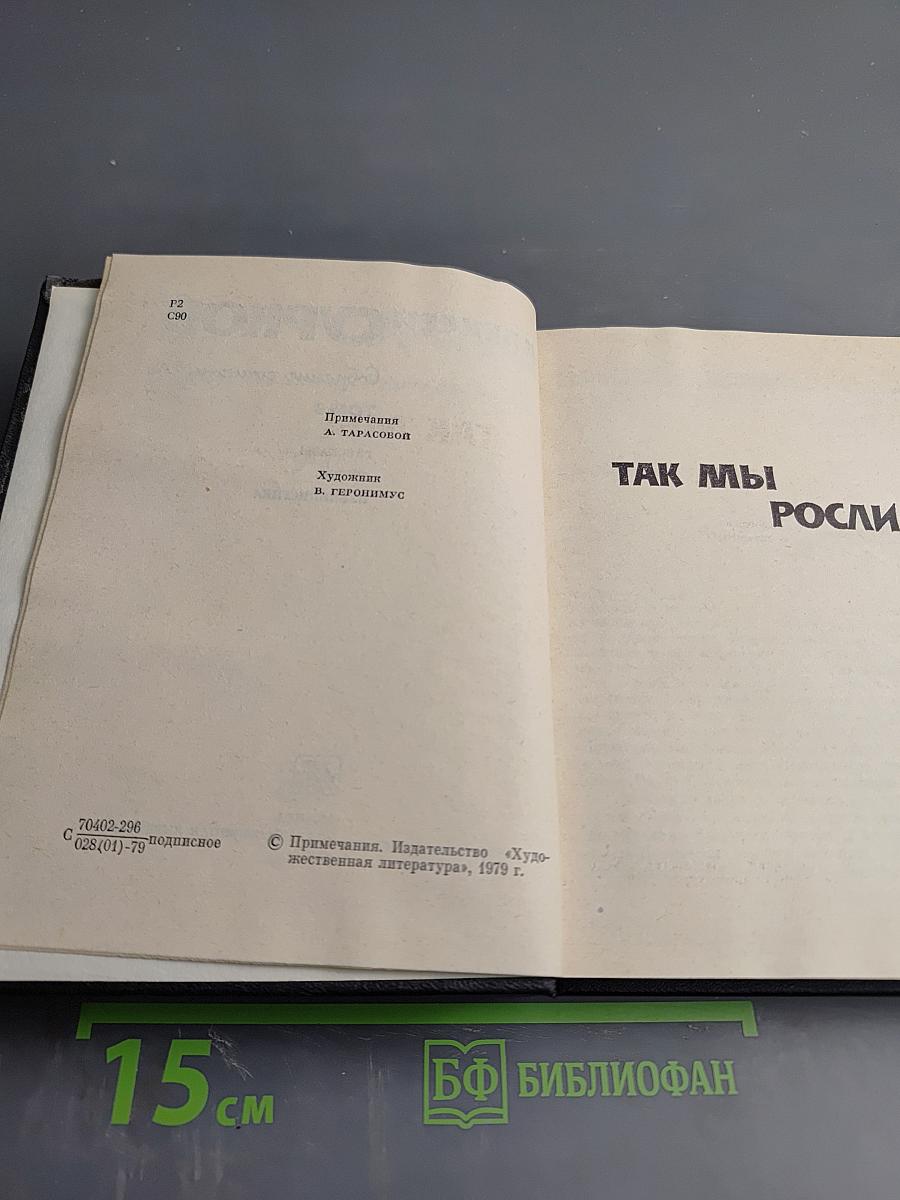 Р2
С90
Примечания
А. ТАРАСОВОЙ
Художник
В. ГЕРОНИМУС
С 70402-296
028(01)-79 подписное
© Примечания. Издательство «Худо-
жественная литература», 1979 г.
ТАК МЫ
РОСЛИ
15 см
БФ БИБЛИОФАН